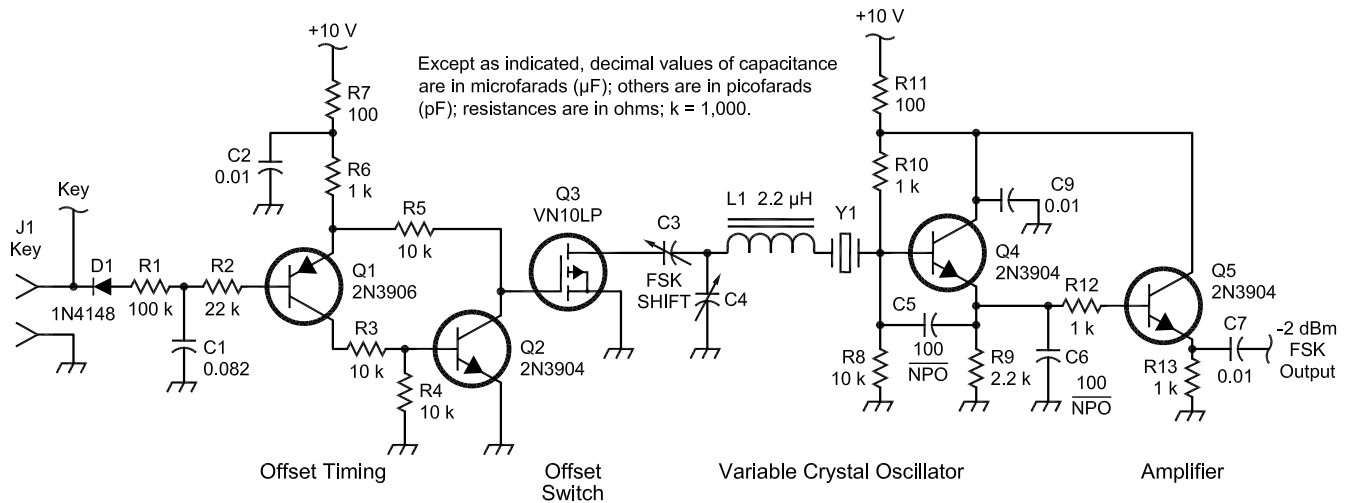 +10 V
R7
100
Except as indicated, decimal values of capacitance
are in microfarads (µF); others are in picofarads
(pF); resistances are in ohms; k = 1,000.
C2
0.01
R6
1 k
Key
J1
Key
D1
1N4148
R1
100 k
R2
22 k
C1
0.082
Q1
2N3906
R5
10 k
R3
10 k
R4
10 k
Q2
2N3904
Q3
VN10LP
C3
FSK
SHIFT
C4
L1 2.2 µH
Y1
+10 V
R11
100
R10
1 k
C9
0.01
Q4
2N3904
C5
100
NPO
R8
10 k
R9
2.2 k
C6
100
NPO
R12
1 k
Q5
2N3904
C7
0.01
R13
1 k
-2 dBm
FSK
Output
Offset Timing
Offset
Switch
Variable Crystal Oscillator
Amplifier